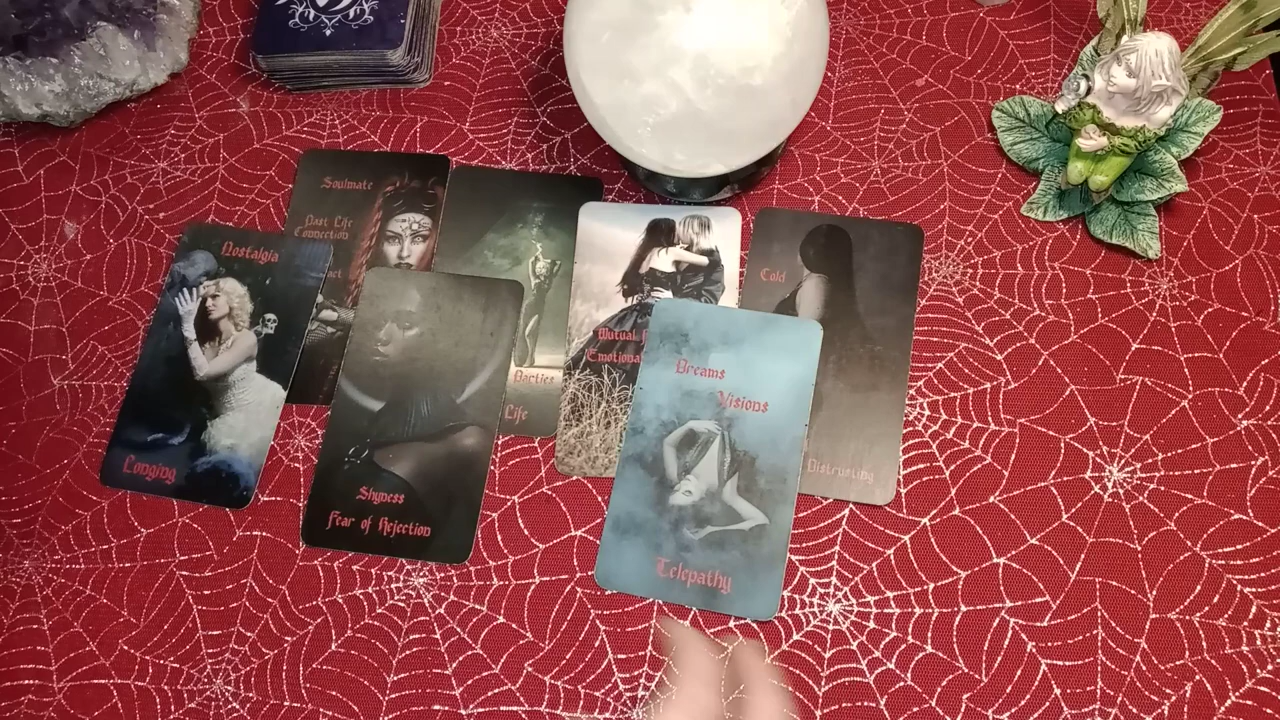 Nostalgia
Longing
Soulmate
Past Life
Connection
Shyness
Fear of Rejection
Parties
Life
Mutual
Emotional
Dreams
Visions
Telepathy
Cold
Distrusting